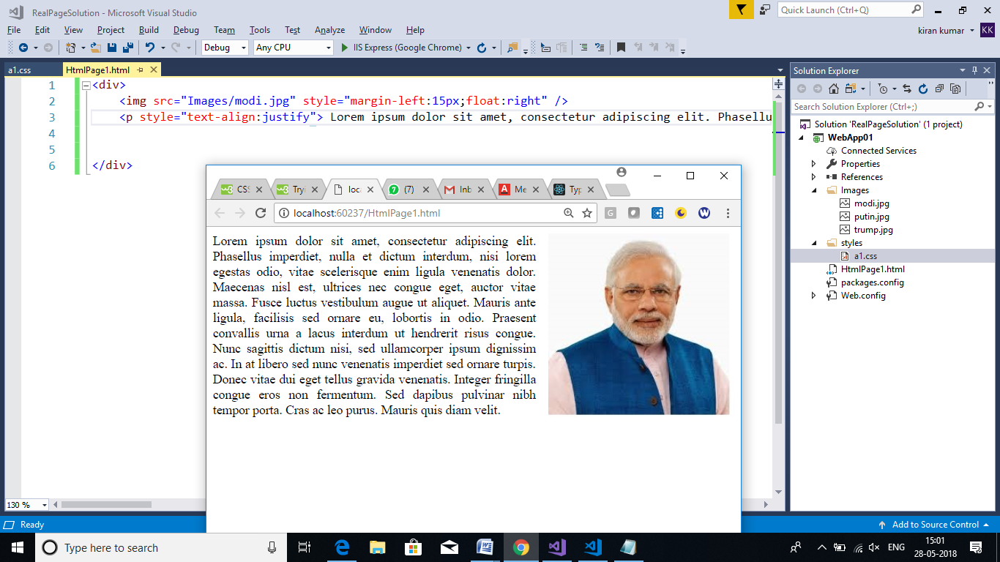 RealPageSolution - Microsoft Visual Studio
Quick Launch (Ctrl+Q)
File Edit View Project Build Debug Team Tools Test Analyze Window Help
kiran kumar KK
Debug Any CPU IIS Express (Google Chrome)
a1.css HtmlPage1.html
1 <div>
2 <img src="Images/modi.jpg" style="margin-left:15px;float:right" />
3 <p style="text-align:justify"> Lorem ipsum dolor sit amet, consectetur adipiscing elit. Phasellu
4
5
6 </div>
CSS Tryi loca (7) Inb Me Typ
localhost:60237/HtmlPage1.html
Lorem ipsum dolor sit amet, consectetur adipiscing elit.
Phasellus imperdiet, nulla et dictum interdum, nisi lorem
egestas odio, vitae scelerisque enim ligula venenatis dolor.
Maecenas nisl est, ultrices nec congue eget, auctor vitae
massa. Fusce luctus vestibulum augue ut aliquet. Mauris ante
ligula, facilisis sed ornare eu, lobortis in odio. Praesent
convallis urna a lacus interdum ut hendrerit risus congue.
Nunc sagittis dictum nisi, sed ullamcorper ipsum dignissim
ac. In at libero sed nunc venenatis imperdiet sed ornare turpis.
Donec vitae dui eget tellus gravida venenatis. Integer fringilla
congue eros non fermentum. Sed dapibus pulvinar nibh
tempor porta. Cras ac leo purus. Mauris quis diam velit.
Solution Explorer
Search Solution Explorer (Ctrl+;)
Solution 'RealPageSolution' (1 project)
WebApp01
Connected Services
Properties
References
Images
modi.jpg
putin.jpg
trump.jpg
styles
a1.css
HtmlPage1.html
packages.config
Web.config
130 %
Ready
Add to Source Control
Type here to search
ENG
15:01
28-05-2018